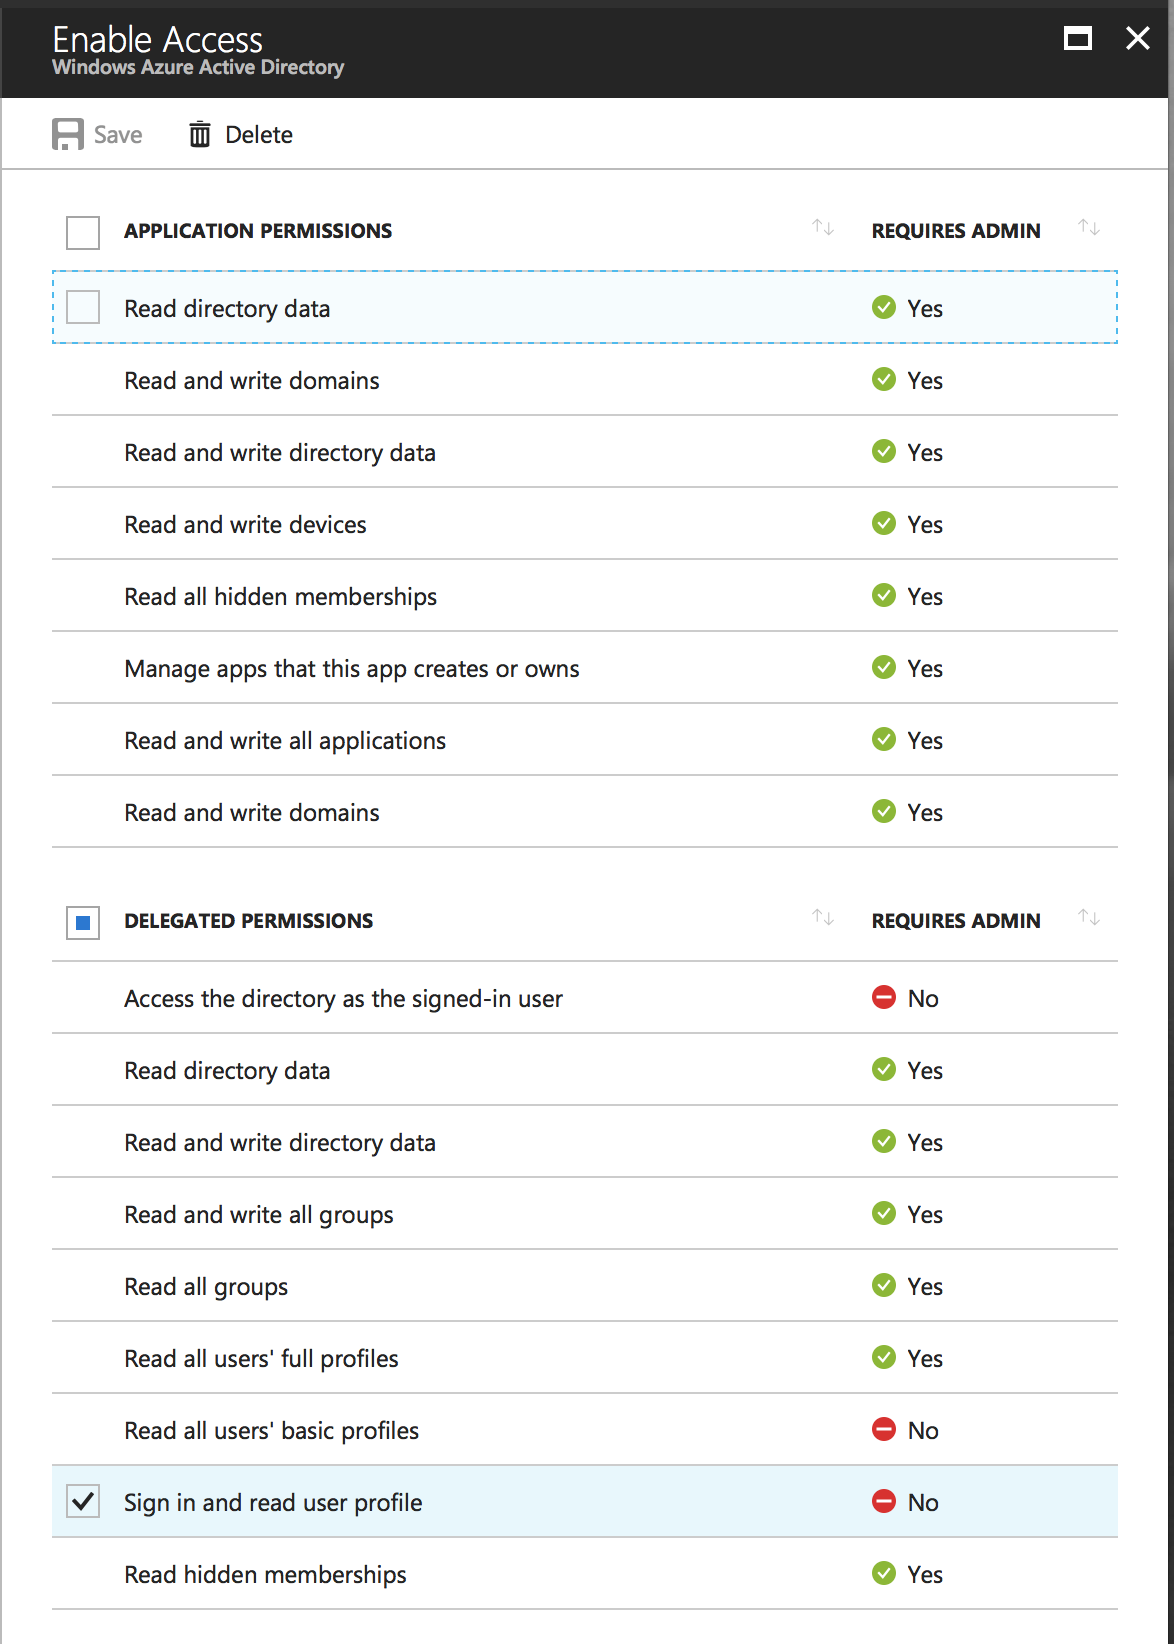 Enable Access
Windows Azure Active Directory
Save Delete
APPLICATION PERMISSIONS REQUIRES ADMIN
Read directory data Yes
Read and write domains Yes
Read and write directory data Yes
Read and write devices Yes
Read all hidden memberships Yes
Manage apps that this app creates or owns Yes
Read and write all applications Yes
Read and write domains Yes
DELEGATED PERMISSIONS REQUIRES ADMIN
Access the directory as the signed-in user No
Read directory data Yes
Read and write directory data Yes
Read and write all groups Yes
Read all groups Yes
Read all users' full profiles Yes
Read all users' basic profiles No
Sign in and read user profile No
Read hidden memberships Yes